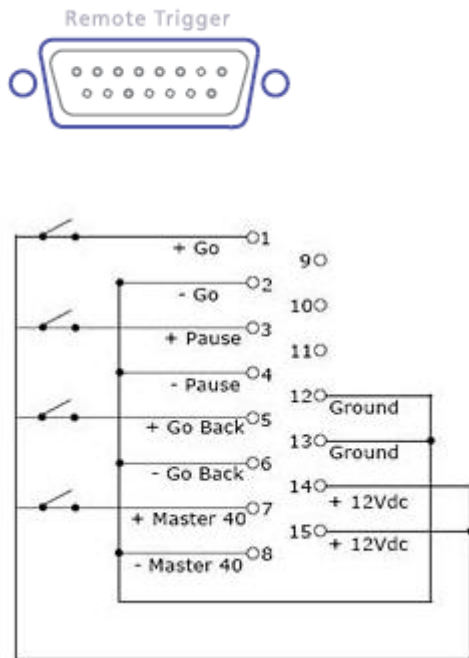 Remote Trigger
1
+ Go
9
2
- Go
10
3
+ Pause
11
4
- Pause
12
Ground
5
+ Go Back
13
Ground
6
- Go Back
14
+ 12Vdc
7
+ Master 40
15
+ 12Vdc
8
- Master 40